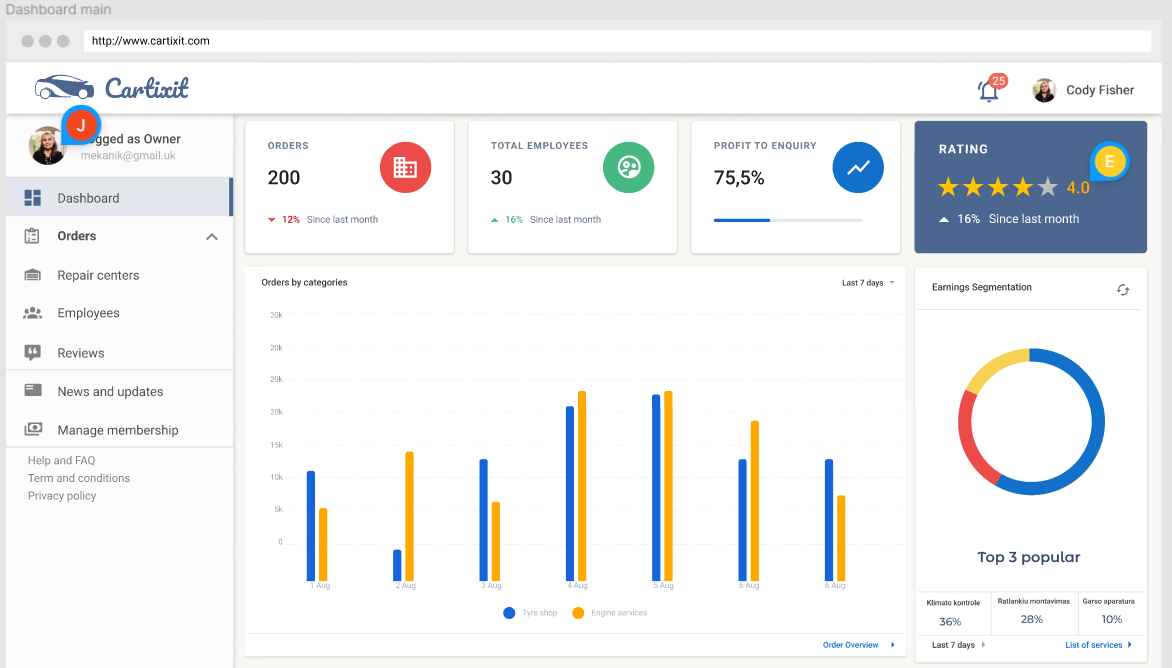 Dashboard main
http://www.cartixit.com
Cartixit
25
Cody Fisher
J
gged as Owner
mekanik@gmail.uk
Dashboard
Orders
Repair centers
Employees
Reviews
News and updates
Manage membership
Help and FAQ
Term and conditions
Privacy policy
ORDERS
200
12% Since last month
TOTAL EMPLOYEES
30
16% Since last month
PROFIT TO ENQUIRY
75,5%
RATING
E
4.0
16% Since last month
Orders by categories
Last 7 days
20k
20k
20k
20k
15k
10k
5k
0
1 Aug
2 Aug
3 Aug
4 Aug
5 Aug
6 Aug
6 Aug
Tyre shop
Engine services
Order Overview
Earnings Segmentation
Top 3 popular
Klimato kontrole
36%
Ratlankiu montavimas
28%
Garso aparatura
10%
Last 7 days
List of services